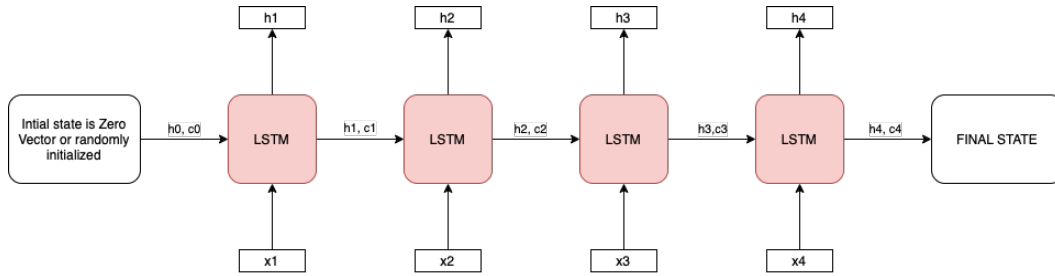 h1
h2
h3
h4
Intial state is Zero
Vector or randomly
initialized
h0, c0
LSTM
h1, c1
LSTM
h2, c2
LSTM
h3,c3
LSTM
h4, c4
FINAL STATE
x1
x2
x3
x4